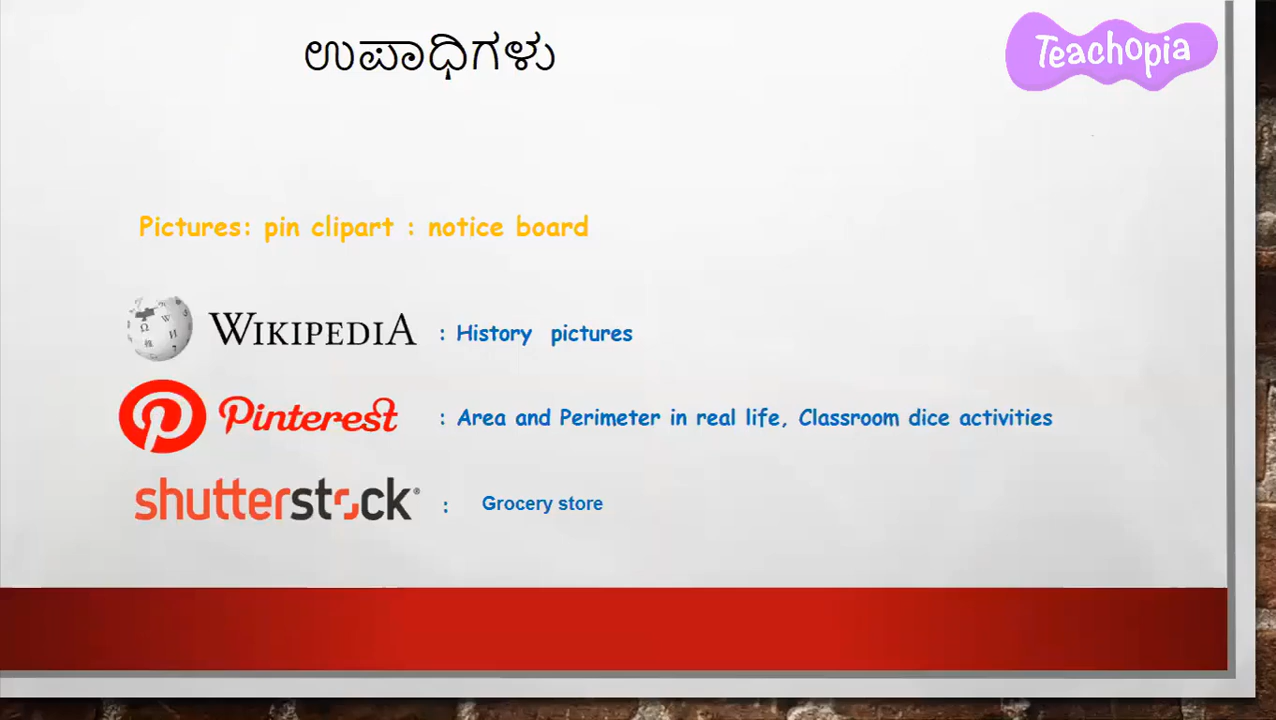 ಉಪಾಧಿಗಳು
Teachopia
Pictures: pin clipart : notice board
WIKIPEDIA : History pictures
Pinterest : Area and Perimeter in real life, Classroom dice activities
shutterstock® : Grocery store